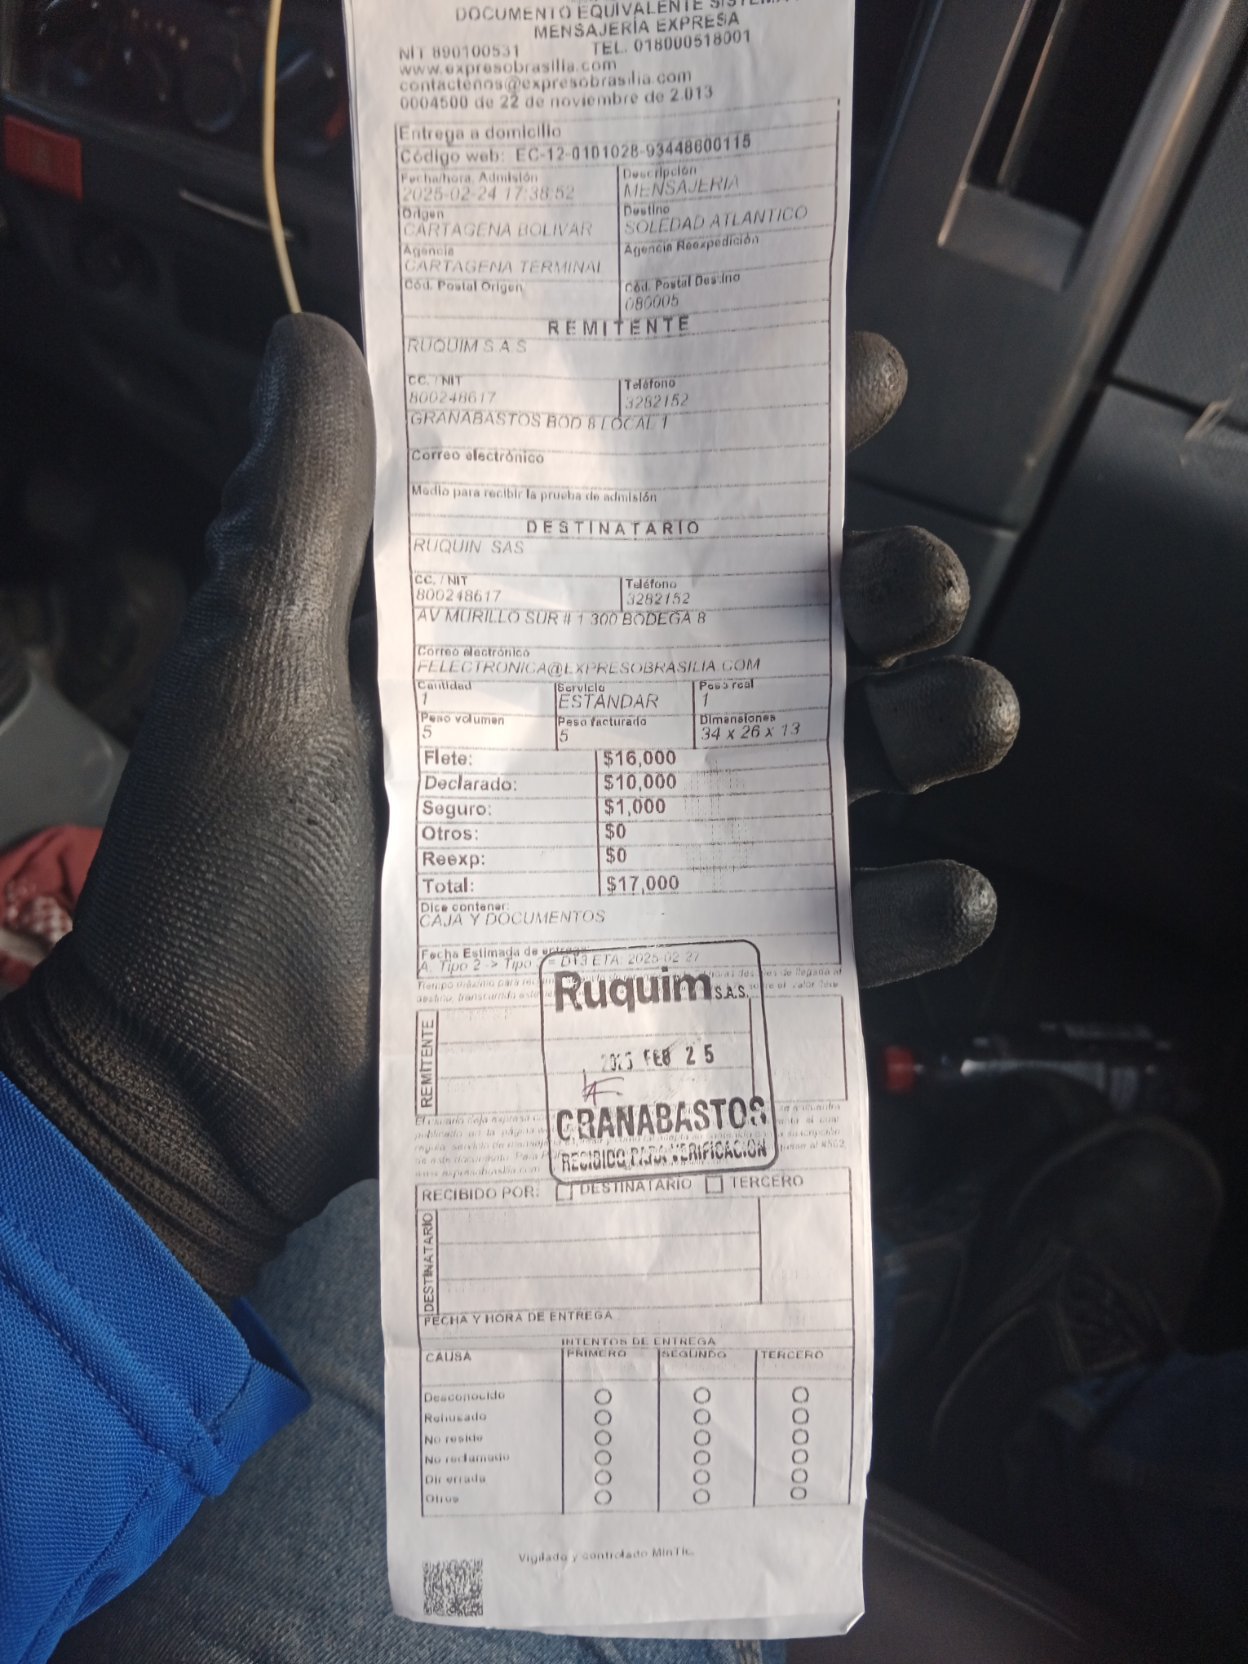 DOCUMENTO EQUIVALENTE
MENSAJERÍA EXPRESA
NIT 890100531 TEL. 018000518001
www.expresobrasilia.com
contactenos@expresobrasilia.com
0004500 de 22 de noviembre de 2.013
Entrega a domicilio
Código web: EC-12-0101028-93448600115
Fecha/hora. Admisión Descripción
2025-02-24 17:38:52 MENSAJERIA
Origen Destino
CARTAGENA BOLIVAR SOLEDAD ATLANTICO
Agencia Agencia Reexpedición
CARTAGENA TERMINAL
Cód. Postal Origen Cód. Postal Destino
080005
REMITENTE
RUQUIM S A S
CC. / NIT Teléfono
800248617 3282152
GRANABASTOS BOD 8 LOCAL 1
Correo electrónico
Medio para recibir la prueba de admisión
DESTINATARIO
RUQUIN SAS
CC. / NIT Teléfono
800248617 3282152
AV MURILLO SUR # 1 300 BODEGA 8
Correo electrónico
FELECTRONICA@EXPRESOBRASILIA.COM
Cantidad Servicio Peso real
1 ESTANDAR 1
Peso volumen Peso facturado Dimensiones
5 5 34 x 26 x 13
Flete: $16,000
Declarado: $10,000
Seguro: $1,000
Otros: $0
Reexp: $0
Total: $17,000
Dice contener:
CAJA Y DOCUMENTOS
Fecha Estimada de
A. Tipo 2 -> Tipo ETA: 2025-02-27
Ruquim S.A.S.
REMITENTE
2025 FEB 25
GRANABASTOS
RECIBIDO PARA VERIFICACIÓN
RECIBIDO POR: DESTINATARIO TERCERO
DESTINATARIO
FECHA Y HORA DE ENTREGA
INTENTOS DE ENTREGA
CAUSA PRIMERO SEGUNDO TERCERO
Desconocido
Rehusado
No reside
No reclamado
Dir errada
Otros
Vigilado y controlado MinTic.